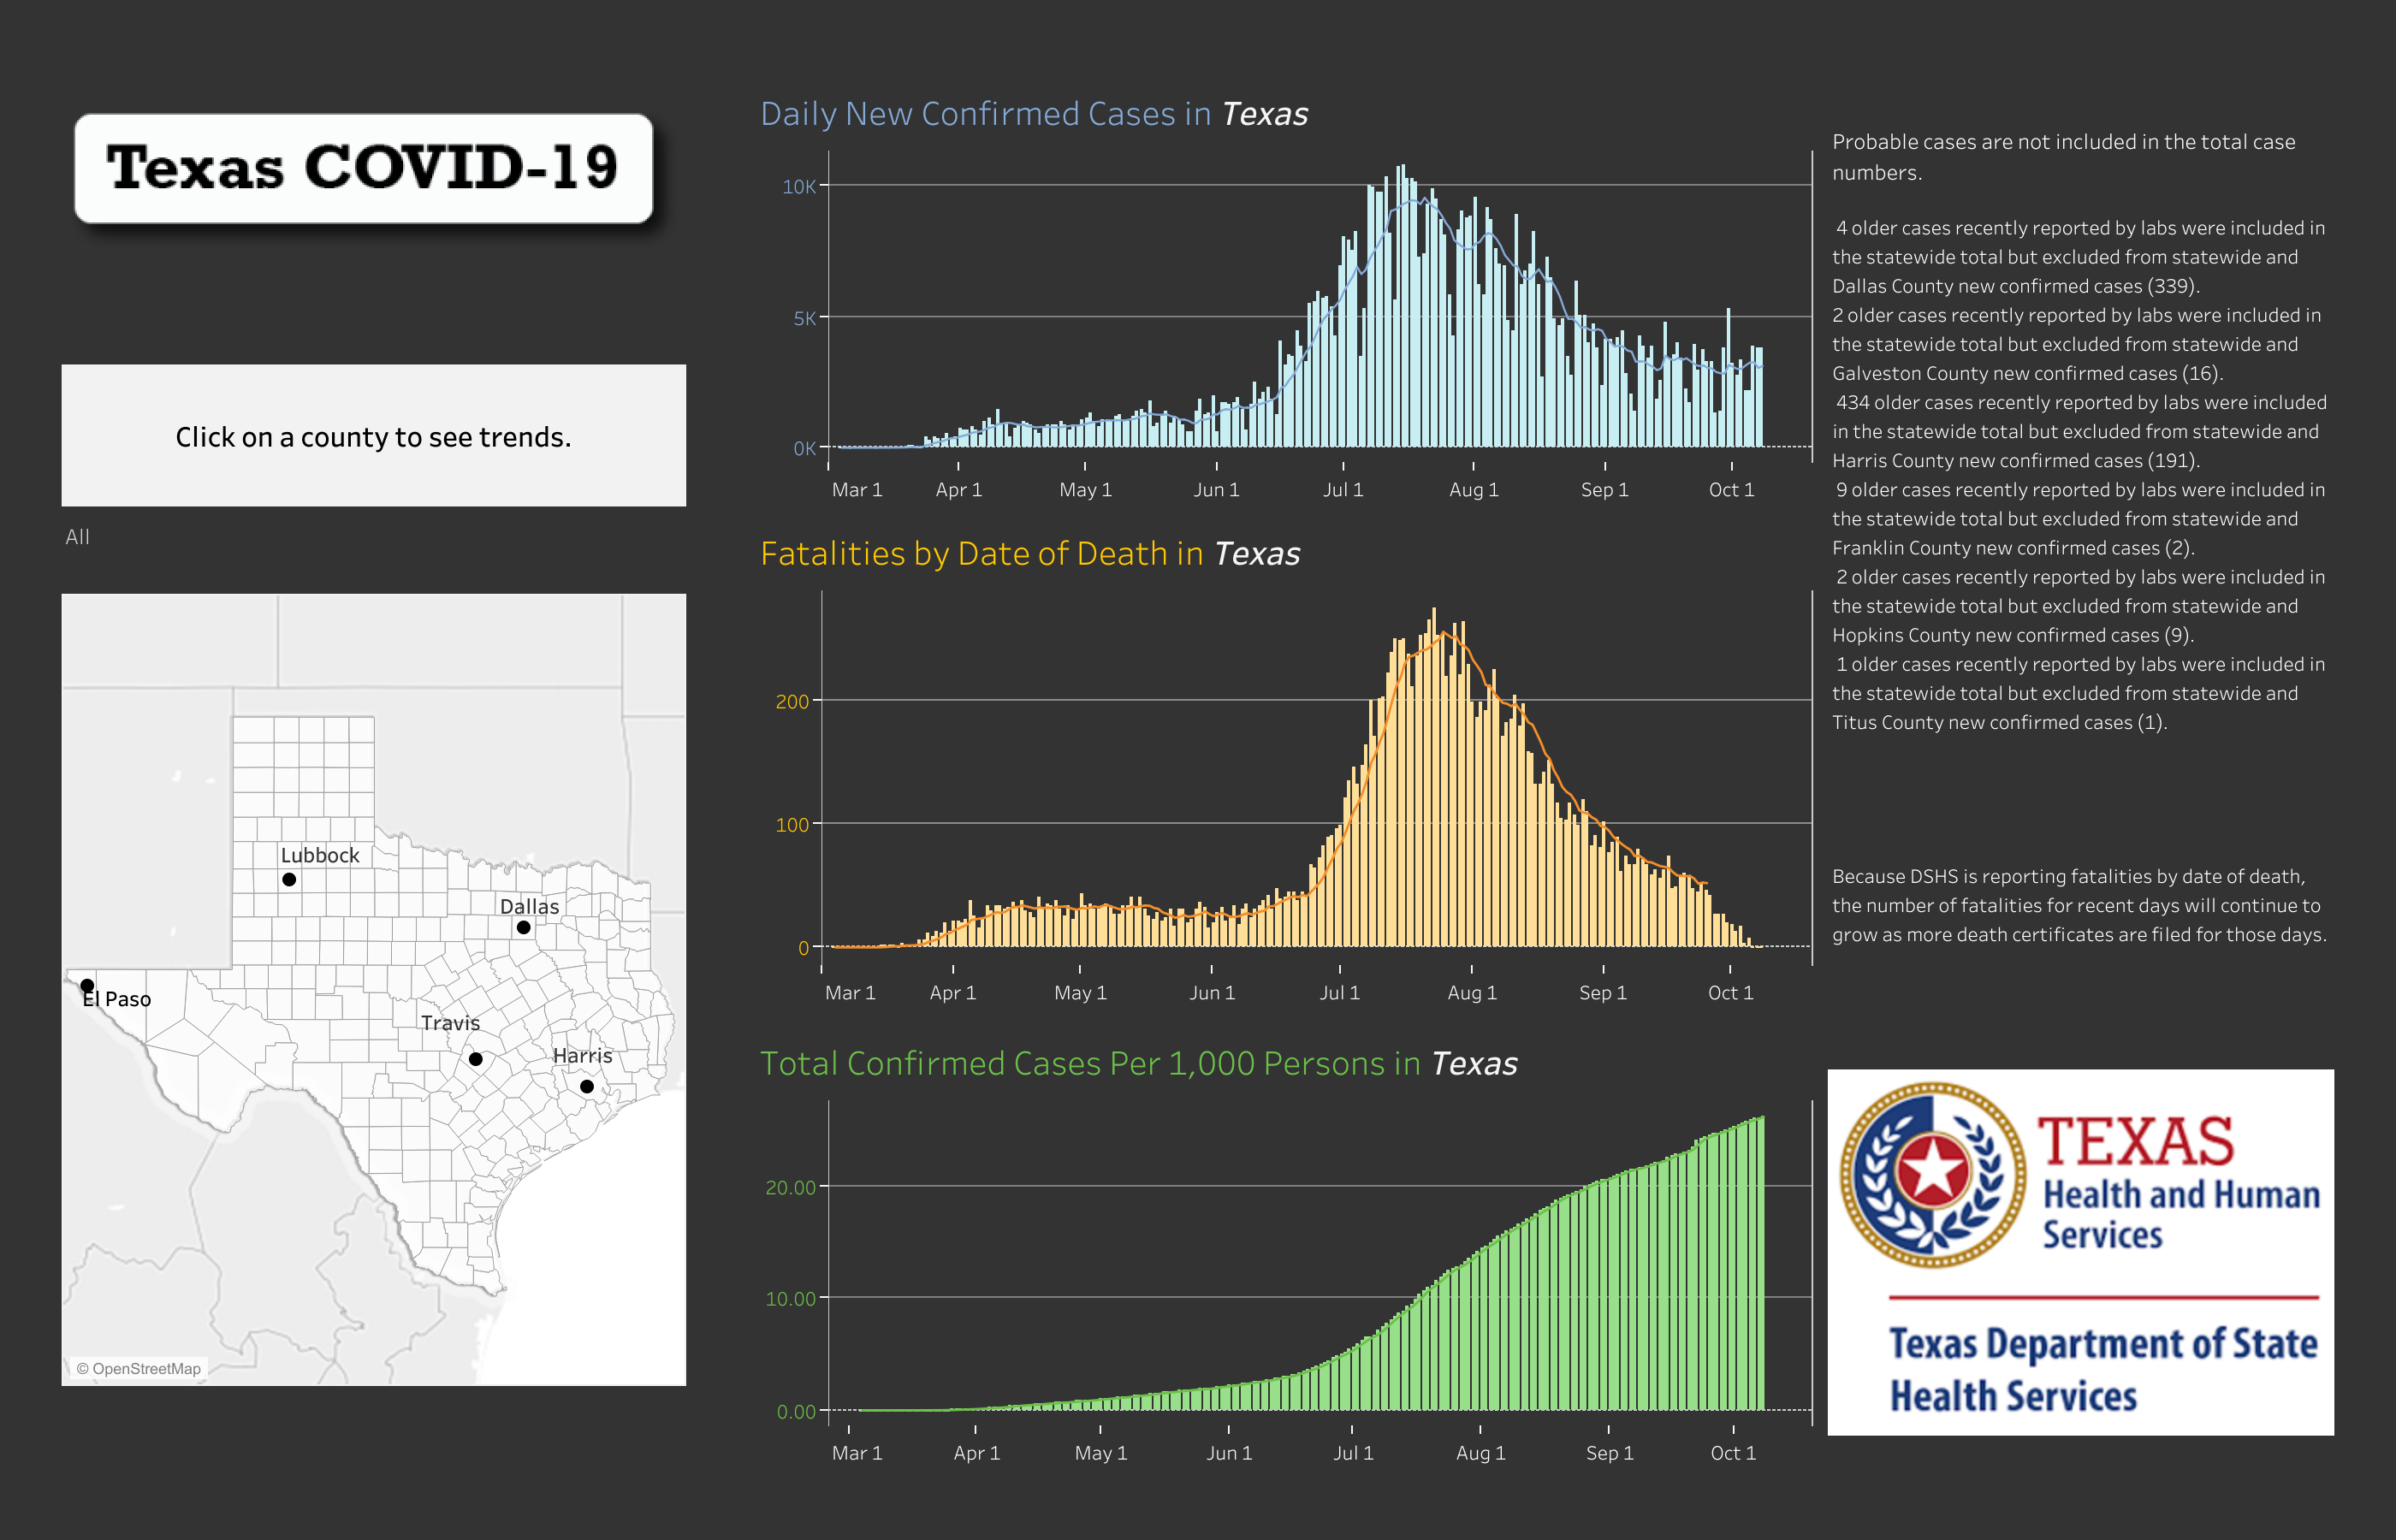 Texas COVID-19
Click on a county to see trends.
All
Lubbock
Dallas
El Paso
Travis
Harris
© OpenStreetMap
Daily New Confirmed Cases in Texas
10K
5K
0K
Mar 1 Apr 1 May 1 Jun 1 Jul 1 Aug 1 Sep 1 Oct 1
Fatalities by Date of Death in Texas
200
100
0
Mar 1 Apr 1 May 1 Jun 1 Jul 1 Aug 1 Sep 1 Oct 1
Total Confirmed Cases Per 1,000 Persons in Texas
20.00
10.00
0.00
Mar 1 Apr 1 May 1 Jun 1 Jul 1 Aug 1 Sep 1 Oct 1
Probable cases are not included in the total case
numbers.
4 older cases recently reported by labs were included in
the statewide total but excluded from statewide and
Dallas County new confirmed cases (339).
2 older cases recently reported by labs were included in
the statewide total but excluded from statewide and
Galveston County new confirmed cases (16).
434 older cases recently reported by labs were included
in the statewide total but excluded from statewide and
Harris County new confirmed cases (191).
9 older cases recently reported by labs were included in
the statewide total but excluded from statewide and
Franklin County new confirmed cases (2).
2 older cases recently reported by labs were included in
the statewide total but excluded from statewide and
Hopkins County new confirmed cases (9).
1 older cases recently reported by labs were included in
the statewide total but excluded from statewide and
Titus County new confirmed cases (1).
Because DSHS is reporting fatalities by date of death,
the number of fatalities for recent days will continue to
grow as more death certificates are filed for those days.
TEXAS
Health and Human
Services
Texas Department of State
Health Services